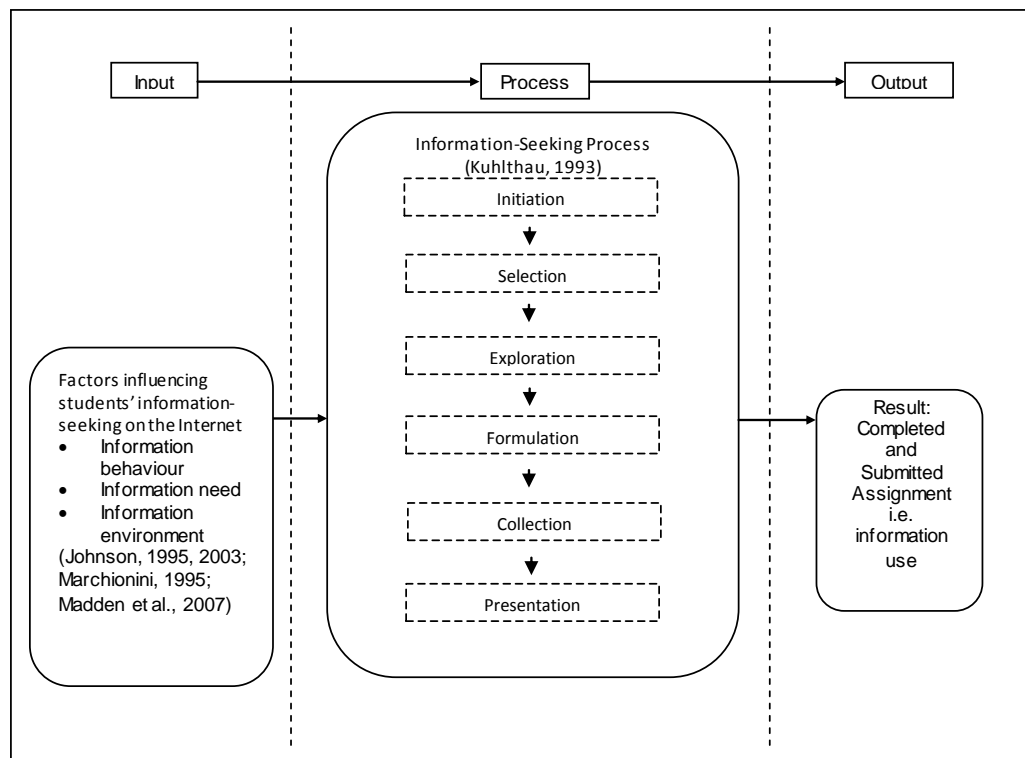 Input
Process
Output
Information-Seeking Process
(Kuhlthau, 1993)
Initiation
Selection
Exploration
Formulation
Collection
Presentation
Factors influencing
students' information-
seeking on the Internet
• Information
behaviour
• Information need
• Information
environment
(Johnson, 1995, 2003;
Marchionini, 1995;
Madden et al., 2007)
Result:
Completed
and
Submitted
Assignment
i.e.
information
use